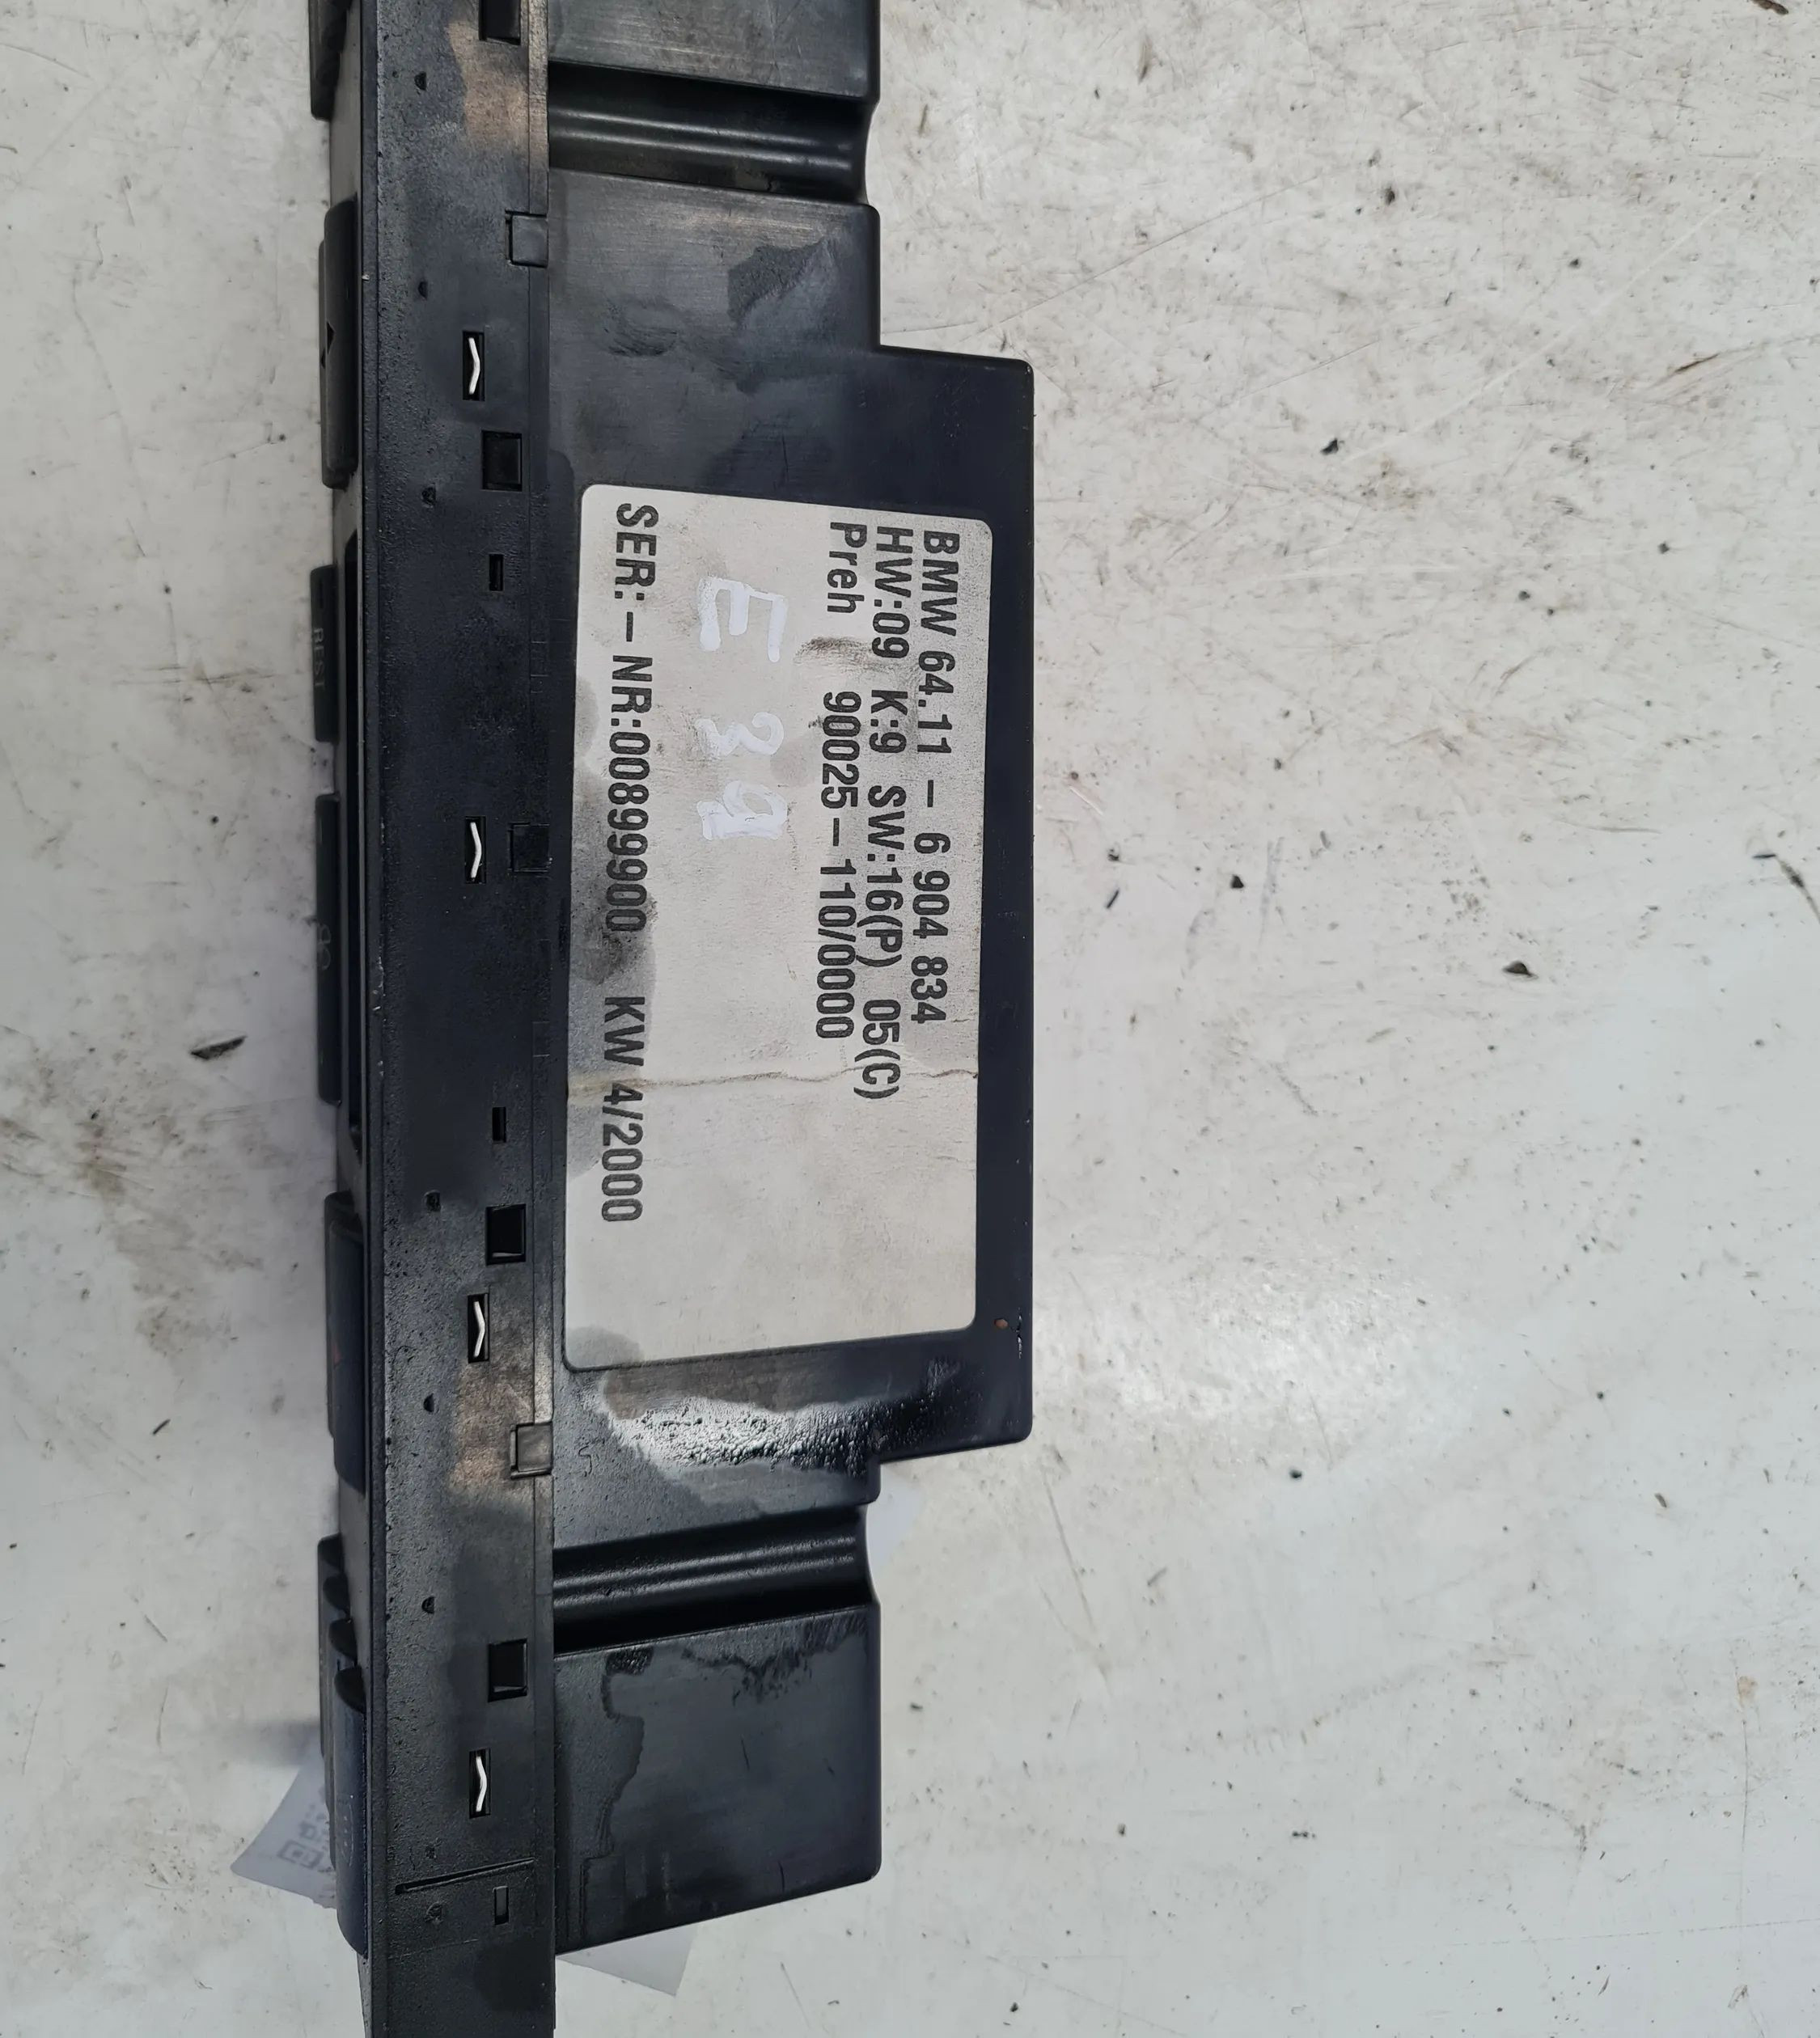 BMW 64.11 – 6 904 834
HW:09 K:9 SW:16(P) 05(C)
Preh 90025–110/0000
E 39
SER:–NR:00899900 KW 4/2000
REST